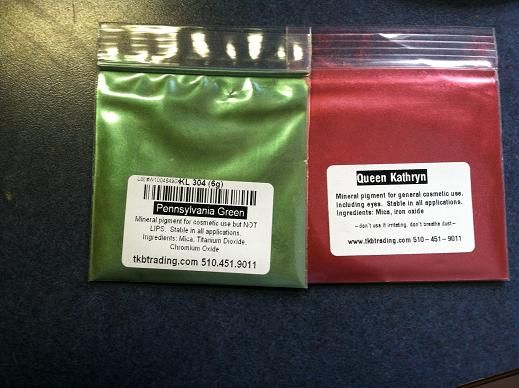 KL 304 (6g)
Pennsylvania Green
Mineral pigment for cosmetic use but NOT
LIPS. Stable in all applications.
Ingredients: Mica, Titanium Dioxide,
Chromium Oxide
tkbtrading.com 510.451.9011
Queen Kathryn
Mineral pigment for general cosmetic use.
Including eyes. Stable in all applications.
Ingredients: Mica, iron oxide
-- don't use if irritating, don't breathe dust --
www.tkbtrading.com 510-451-9011